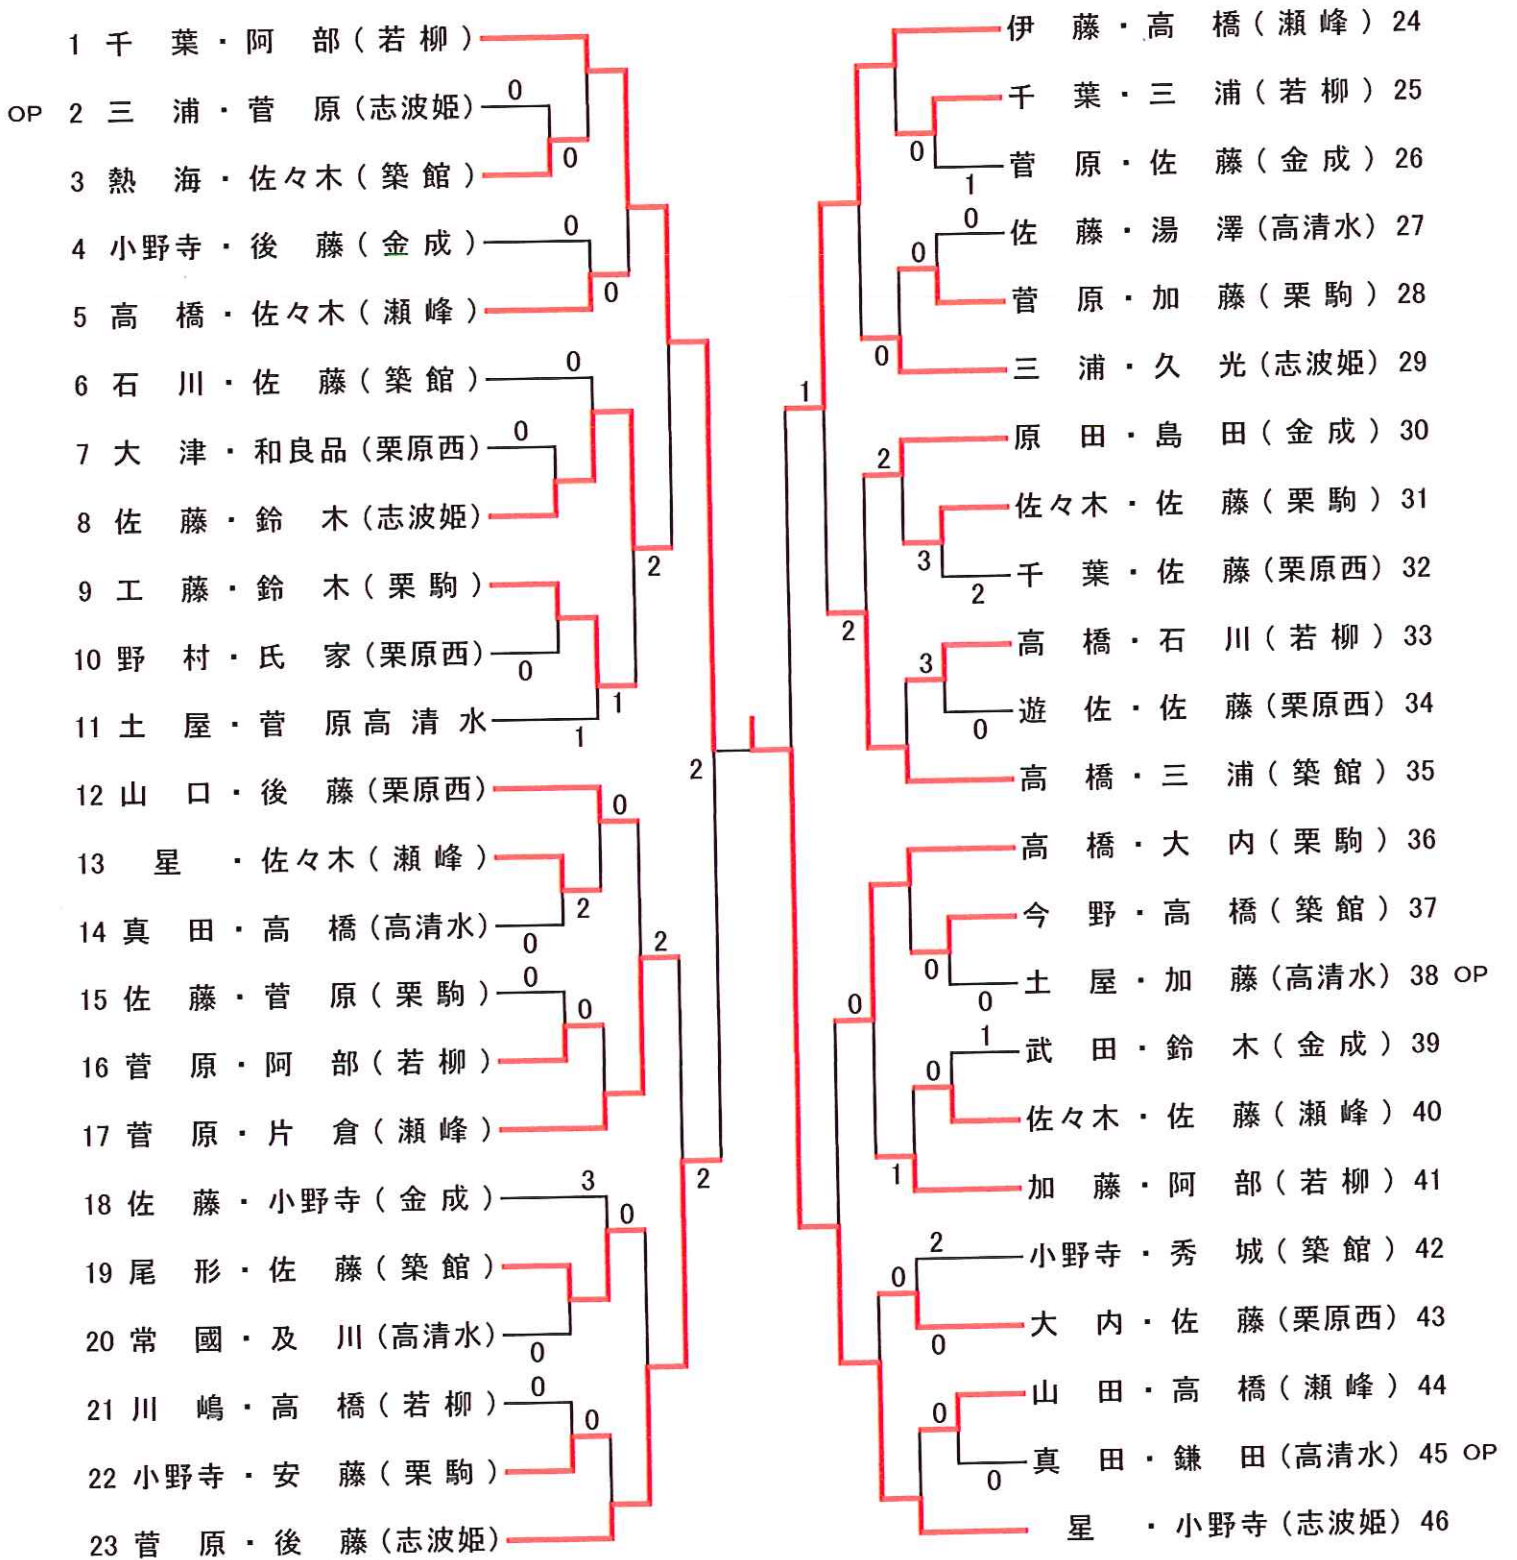 1 千 葉・阿 部(若 柳)
0
OP 2 三 浦・菅 原(志波姫)
0
3 熱 海・佐々木(築 館)
0
4 小野寺・後 藤(金 成)
0
5 高 橋・佐々木(瀬 峰)
0
6 石 川・佐 藤(築 館)
0
7 大 津・和良品(栗原西)
8 佐 藤・鈴 木(志波姫)
2
9 工 藤・鈴 木(栗 駒)
10 野 村・氏 家(栗原西)
0
1
11 土 屋・菅 原高 清 水
1
2
12 山 口・後 藤(栗原西)
0
13 星 ・佐々木(瀬 峰)
2
14 真 田・高 橋(高清水)
0
2
0
15 佐 藤・菅 原(栗 駒)
0
16 菅 原・阿 部(若 柳)
17 菅 原・片 倉(瀬 峰)
3
2
18 佐 藤・小野寺(金 成)
0
19 尾 形・佐 藤(築 館)
20 常 國・及 川(高清水)
0
0
21 川 嶋・高 橋(若 柳)
0
22 小野寺・安 藤(栗 駒)
23 菅 原・後 藤(志波姫)
伊 藤・高 橋(瀬 峰)24
千 葉・三 浦(若 柳)25
0
菅 原・佐 藤(金 成)26
1
0
佐 藤・湯 澤(高清水)27
0
菅 原・加 藤(栗 駒)28
0
三 浦・久 光(志波姫)29
1
原 田・島 田(金 成)30
2
佐々木・佐 藤(栗 駒)31
3
千 葉・佐 藤(栗原西)32
2
2
高 橋・石 川(若 柳)33
3
遊 佐・佐 藤(栗原西)34
0
高 橋・三 浦(築 館)35
高 橋・大 内(栗 駒)36
今 野・高 橋(築 館)37
0
土 屋・加 藤(高清水)38 OP
0
0
1
武 田・鈴 木(金 成)39
0
佐々木・佐 藤(瀬 峰)40
1
加 藤・阿 部(若 柳)41
2
小野寺・秀 城(築 館)42
0
大 内・佐 藤(栗原西)43
0
山 田・高 橋(瀬 峰)44
0
真 田・鎌 田(高清水)45 OP
0
星 ・小野寺(志波姫)46